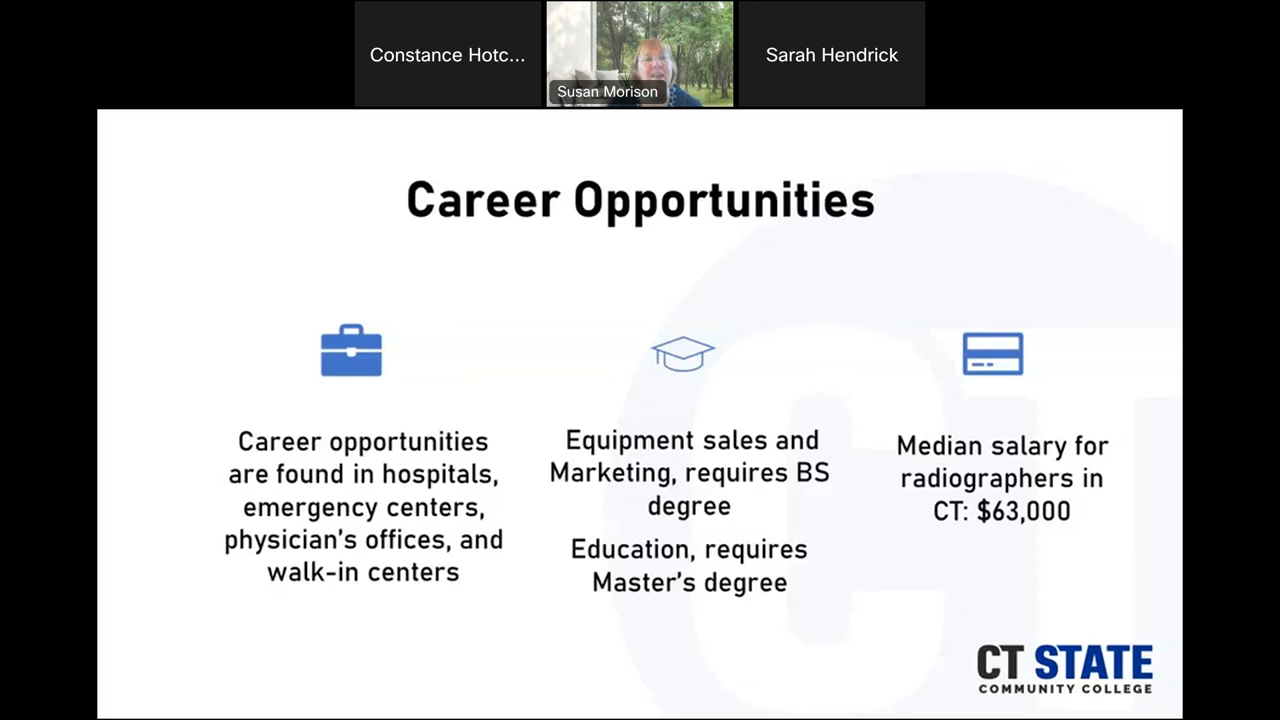 Constance Hotc...
Susan Morison
Sarah Hendrick
Career Opportunities
Career opportunities
are found in hospitals,
emergency centers,
physician's offices, and
walk-in centers
Equipment sales and
Marketing, requires BS
degree
Education, requires
Master's degree
Median salary for
radiographers in
CT: $63,000
CT
CT STATE
COMMUNITY COLLEGE